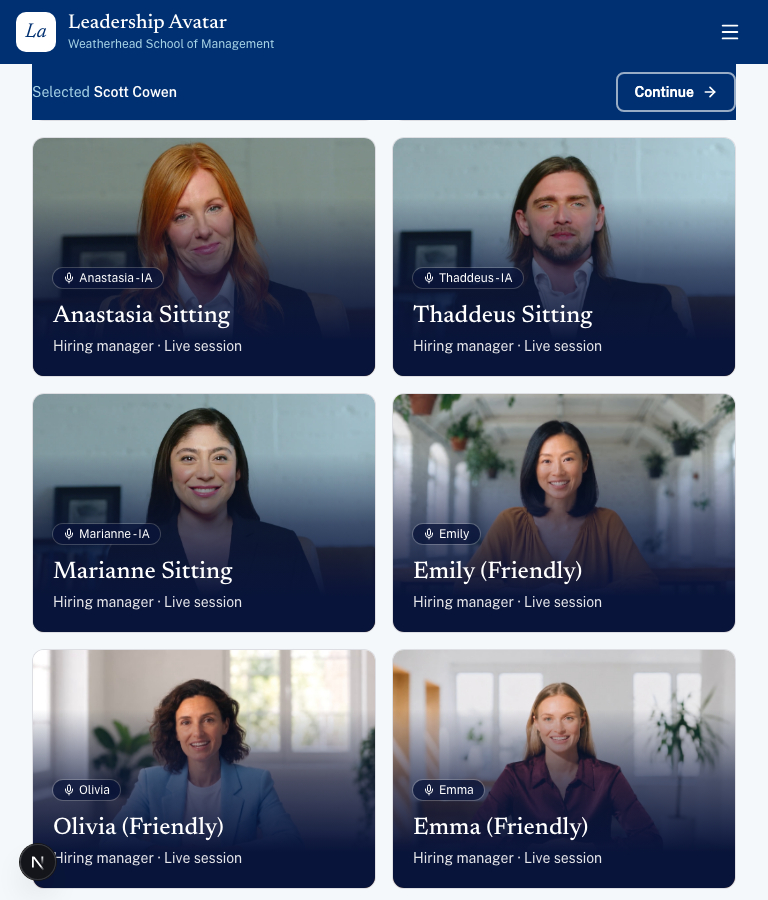 La
Leadership Avatar
Weatherhead School of Management
Selected Scott Cowen
Continue
Anastasia - IA
Anastasia Sitting
Hiring manager · Live session
Thaddeus - IA
Thaddeus Sitting
Hiring manager · Live session
Marianne - IA
Marianne Sitting
Hiring manager · Live session
Emily
Emily (Friendly)
Hiring manager · Live session
Olivia
Olivia (Friendly)
Hiring manager · Live session
Emma
Emma (Friendly)
Hiring manager · Live session
N